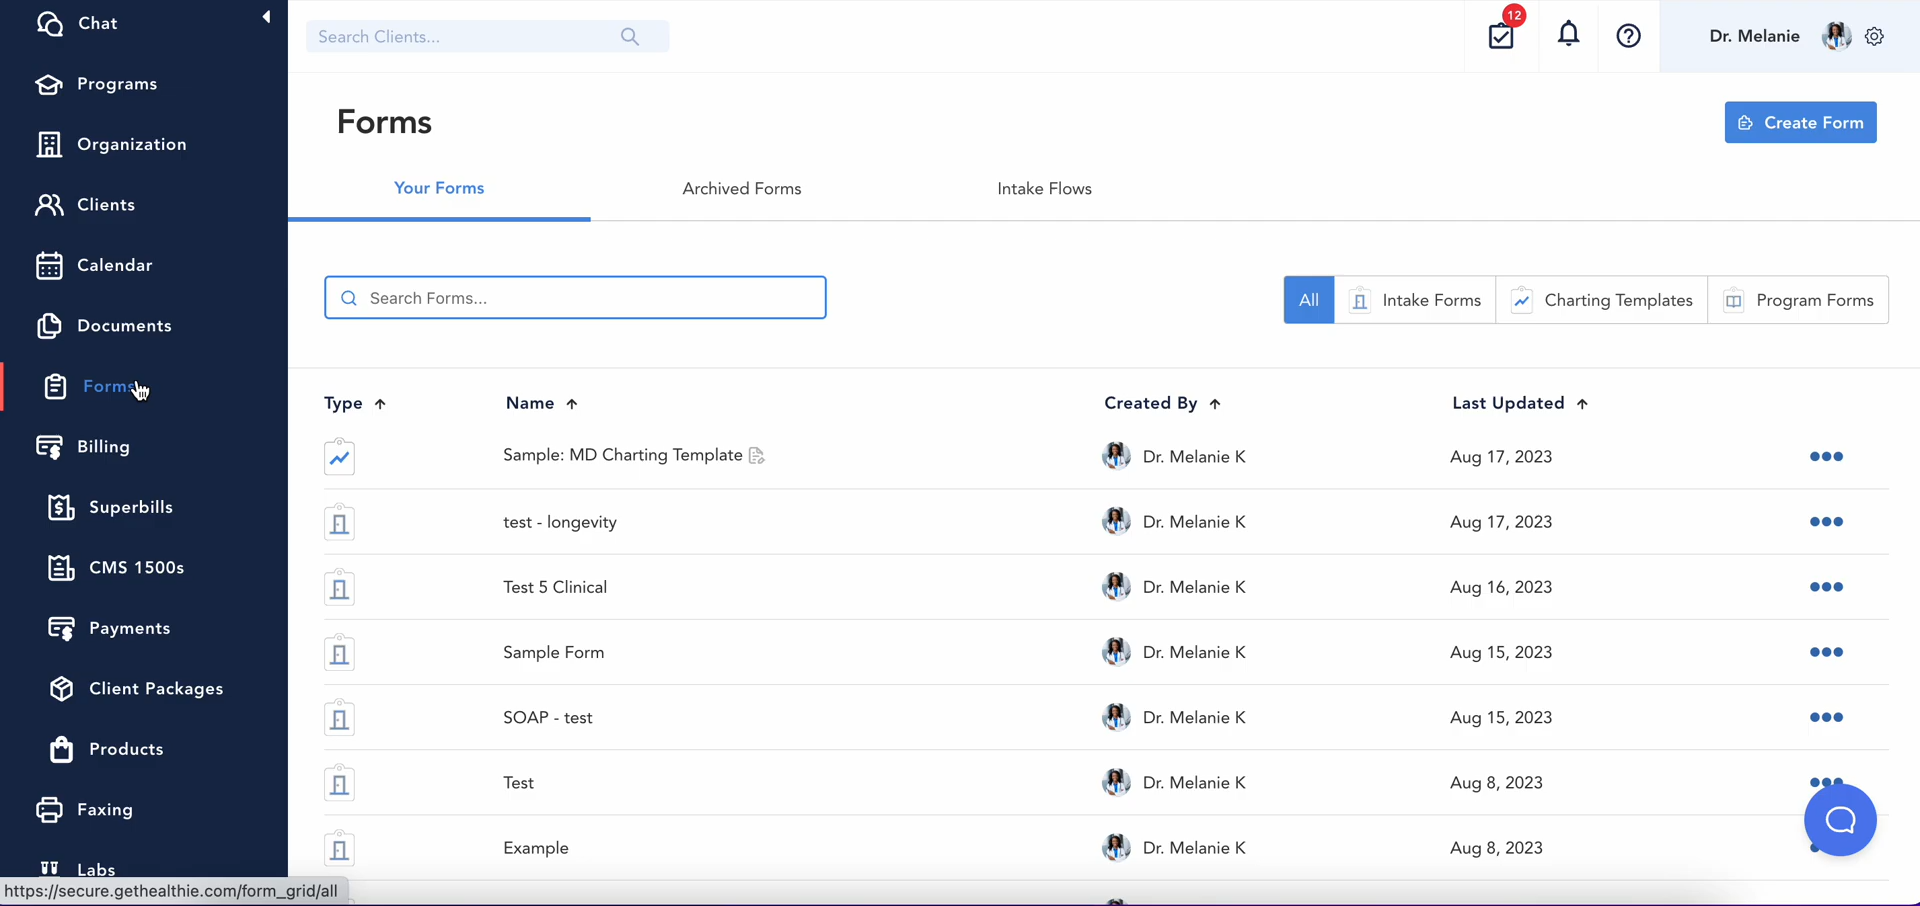 Chat
Programs
Organization
Clients
Calendar
Documents
Forms
Billing
Superbills
CMS 1500s
Payments
Client Packages
Products
Faxing
Labs
https://secure.gethealthie.com/form_grid/all
Search Clients...
12
Dr. Melanie
Forms
Create Form
Your Forms Archived Forms Intake Flows
Search Forms...
All Intake Forms Charting Templates Program Forms
Type Name Created By Last Updated
Sample: MD Charting Template Dr. Melanie K Aug 17, 2023
test - longevity Dr. Melanie K Aug 17, 2023
Test 5 Clinical Dr. Melanie K Aug 16, 2023
Sample Form Dr. Melanie K Aug 15, 2023
SOAP - test Dr. Melanie K Aug 15, 2023
Test Dr. Melanie K Aug 8, 2023
Example Dr. Melanie K Aug 8, 2023